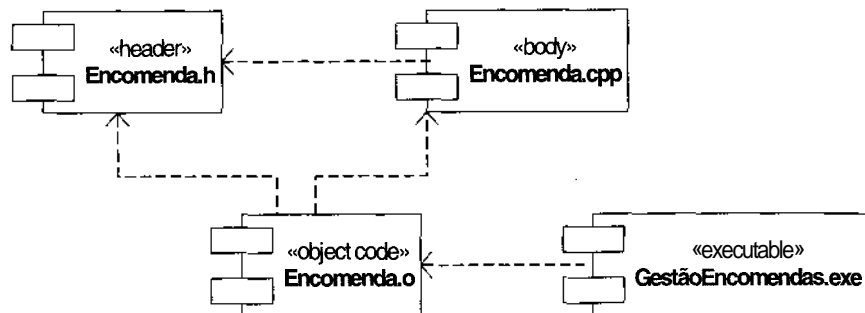 «header»
Encomenda.h
«body»
Encomenda.cpp
«object code»
Encomenda.o
«executable»
GestãoEncomendas.exe